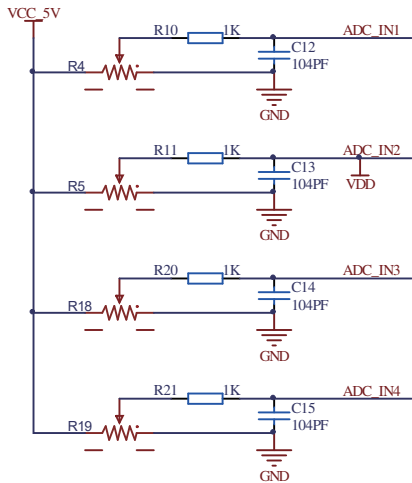 VCC_5V
R10 1K ADC_IN1
C12
R4 104PF
GND
R11 1K ADC_IN2
C13
R5 104PF VDD
GND
R20 1K ADC_IN3
C14
R18 104PF
GND
R21 1K ADC_IN4
C15
R19 104PF
GND